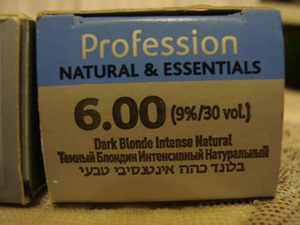 Profession
NATURAL & ESSENTIALS
6.00 (9%/30 vol.)
Dark Blonde Intense Natural
Темный Блондин Интенсивный Натуральный
בלונד כהה אינטנסיבי טבעי